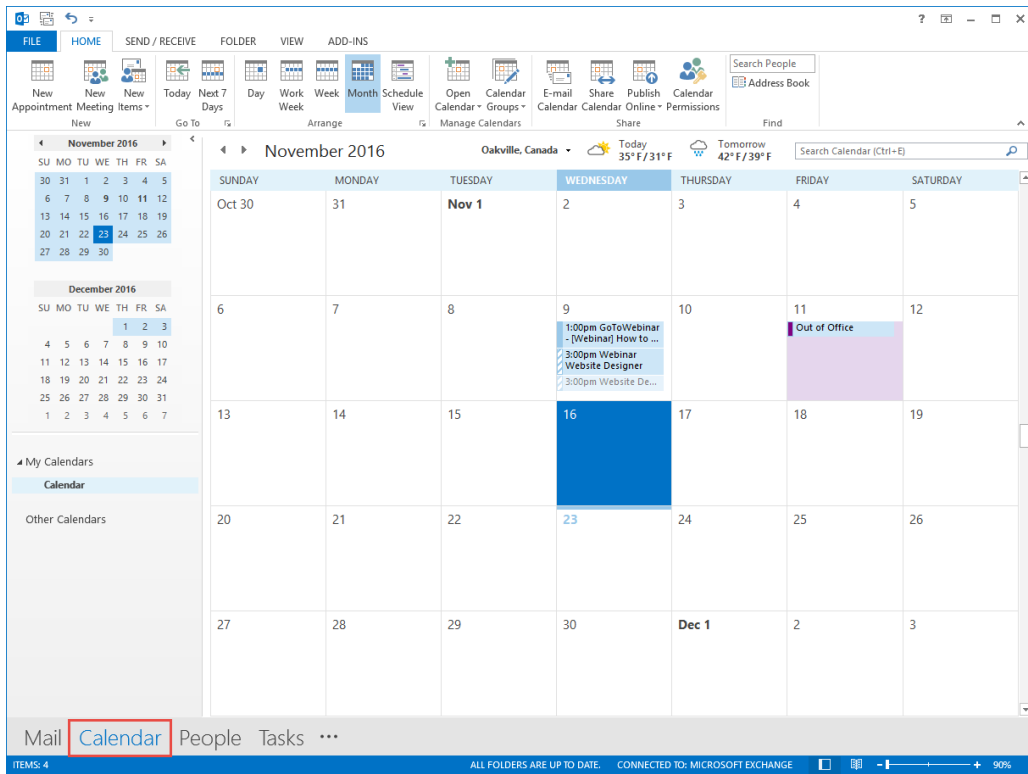 ?
FILE HOME SEND / RECEIVE FOLDER VIEW ADD-INS
New Appointment
New Meeting
New Items
Today
Next 7 Days
Day
Work Week
Week
Month
Schedule View
Open Calendar
Calendar Groups
E-mail Calendar
Share Calendar
Publish Online
Calendar Permissions
Search People
Address Book
New Go To Arrange Manage Calendars Share Find
November 2016
SU MO TU WE TH FR SA
30 31 1 2 3 4 5
6 7 8 9 10 11 12
13 14 15 16 17 18 19
20 21 22 23 24 25 26
27 28 29 30
December 2016
SU MO TU WE TH FR SA
1 2 3
4 5 6 7 8 9 10
11 12 13 14 15 16 17
18 19 20 21 22 23 24
25 26 27 28 29 30 31
1 2 3 4 5 6 7
My Calendars
Calendar
Other Calendars
November 2016
Oakville, Canada
Today
35°F/31°F
Tomorrow
42°F/39°F
Search Calendar (Ctrl+E)
SUNDAY MONDAY TUESDAY WEDNESDAY THURSDAY FRIDAY SATURDAY
Oct 30 31 Nov 1 2 3 4 5
6 7 8 9 10 11 12
1:00pm GoToWebinar
- [Webinar] How to ...
3:00pm Webinar
Website Designer
3:00pm Website De...
Out of Office
13 14 15 16 17 18 19
20 21 22 23 24 25 26
27 28 29 30 Dec 1 2 3
Mail Calendar People Tasks ...
ITEMS: 4 ALL FOLDERS ARE UP TO DATE. CONNECTED TO: MICROSOFT EXCHANGE - + 90%